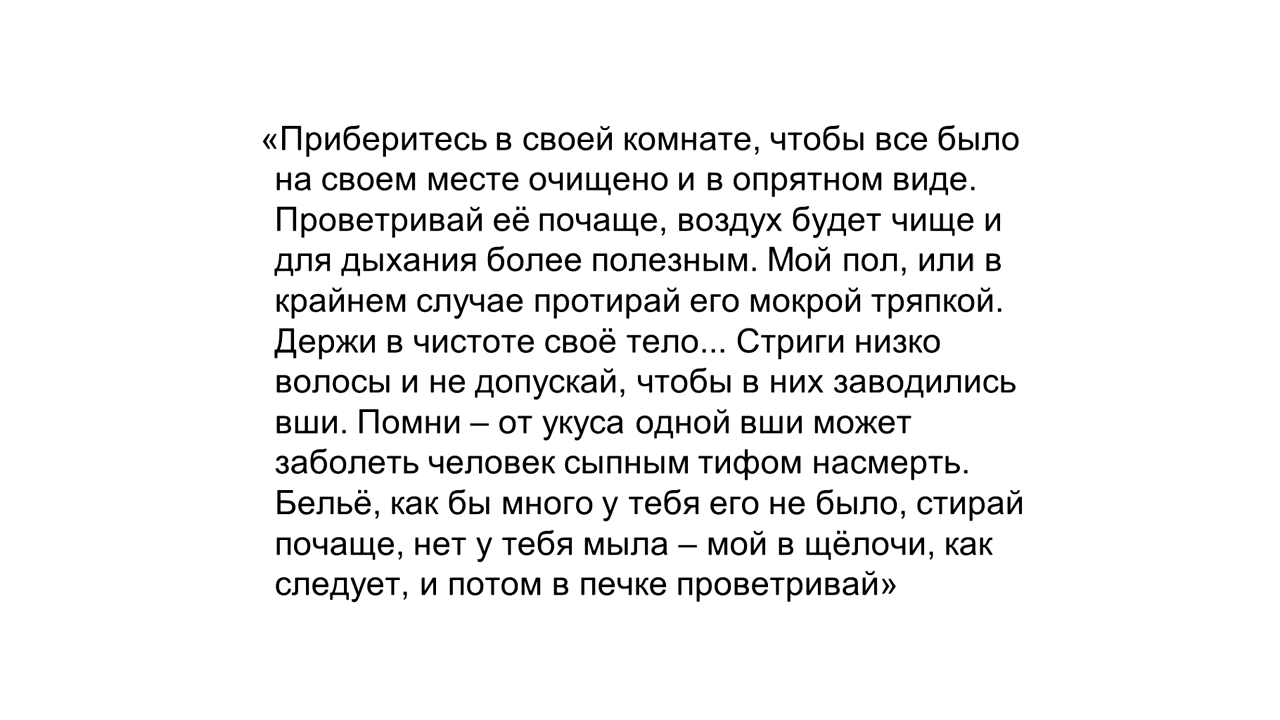 «Приберитесь в своей комнате, чтобы все было
на своем месте очищено и в опрятном виде.
Проветривай её почаще, воздух будет чище и
для дыхания более полезным. Мой пол, или в
крайнем случае протирай его мокрой тряпкой.
Держи в чистоте своё тело... Стриги низко
волосы и не допускай, чтобы в них заводились
вши. Помни – от укуса одной вши может
заболеть человек сыпным тифом насмерть.
Бельё, как бы много у тебя его не было, стирай
почаще, нет у тебя мыла – мой в щёлочи, как
следует, и потом в печке проветривай»